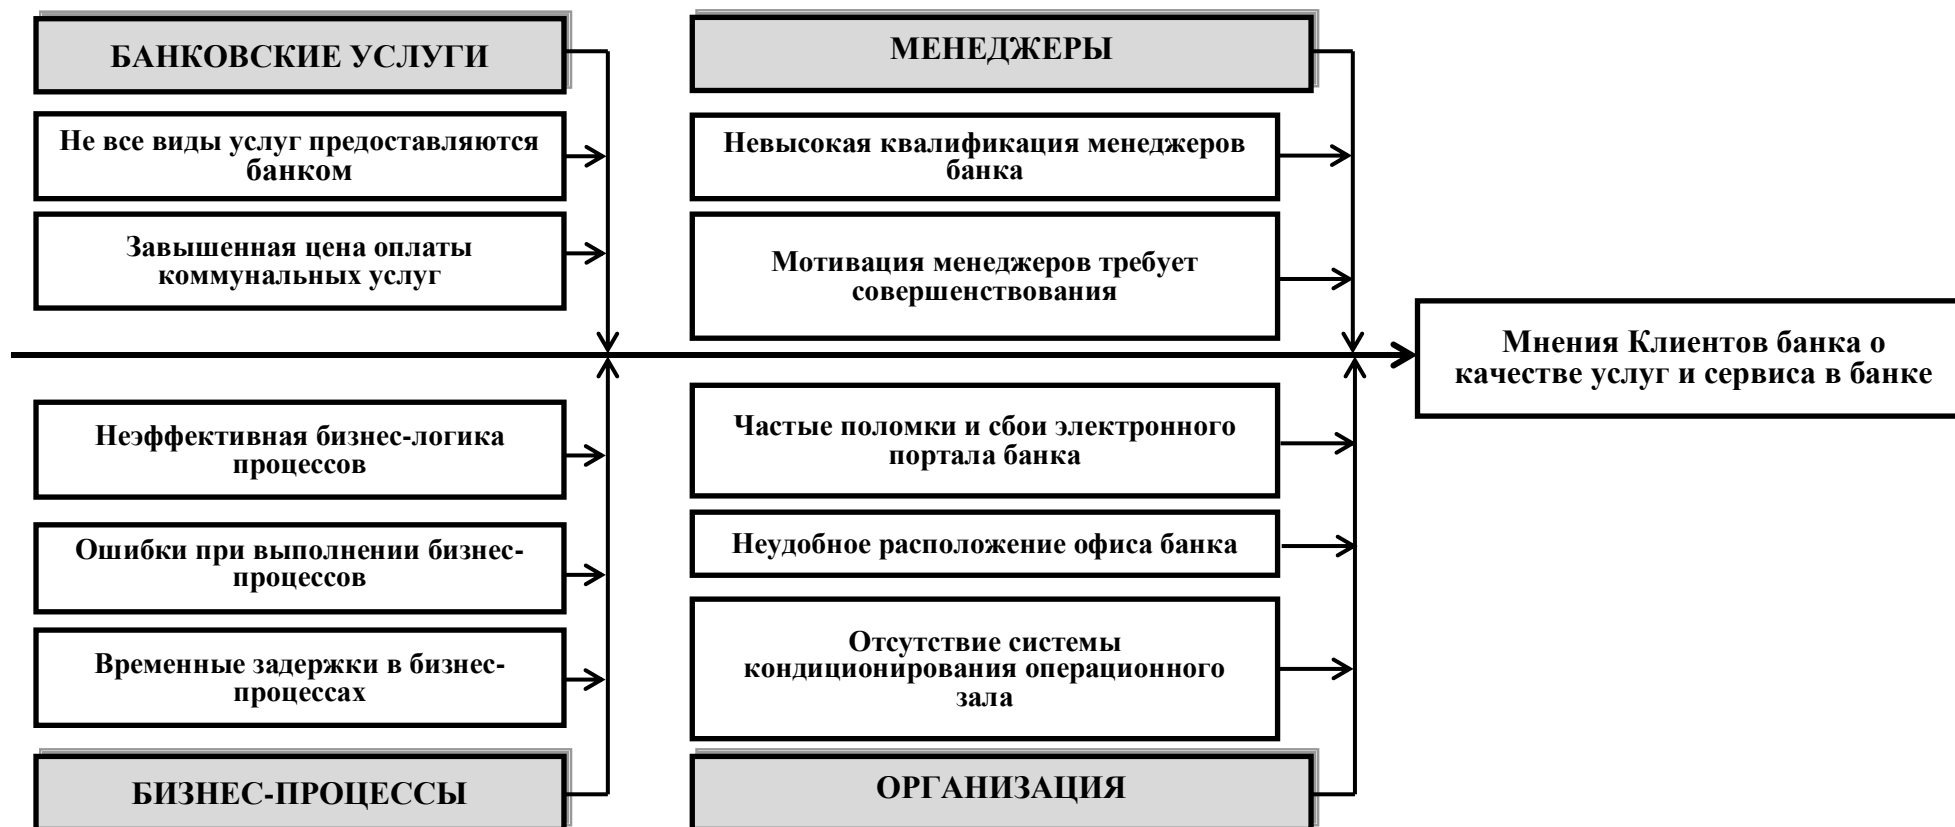 БАНКОВСКИЕ УСЛУГИ
Не все виды услуг предоставляются
банком
Завышенная цена оплаты
коммунальных услуг
МЕНЕДЖЕРЫ
Невысокая квалификация менеджеров
банка
Мотивация менеджеров требует
совершенствования
Мнения Клиентов банка о
качестве услуг и сервиса в банке
Неэффективная бизнес-логика
процессов
Ошибки при выполнении бизнес-
процессов
Временные задержки в бизнес-
процессах
БИЗНЕС-ПРОЦЕССЫ
Частые поломки и сбои электронного
портала банка
Неудобное расположение офиса банка
Отсутствие системы
кондиционирования операционного
зала
ОРГАНИЗАЦИЯ